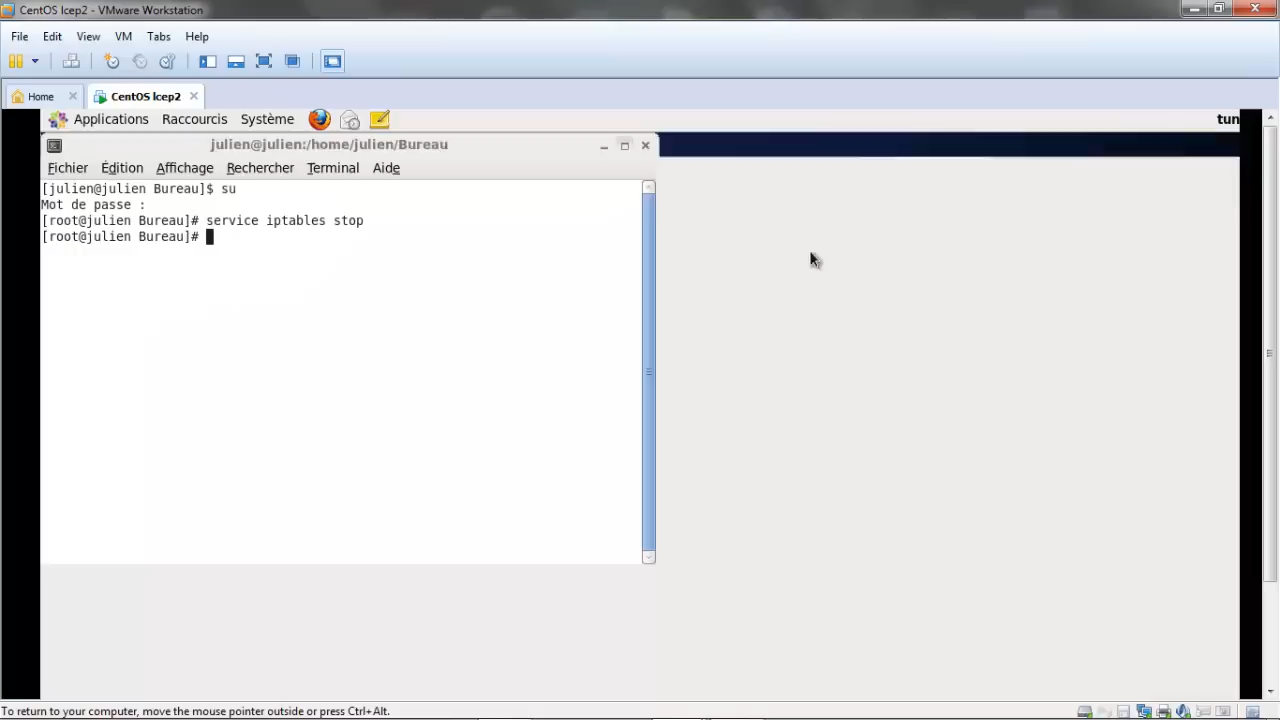 CentOS lcep2 - VMware Workstation
File Edit View VM Tabs Help
Home CentOS lcep2
Applications Raccourcis Système tun
julien@julien:/home/julien/Bureau
Fichier Édition Affichage Rechercher Terminal Aide
[julien@julien Bureau]$ su
Mot de passe :
[root@julien Bureau]# service iptables stop
[root@julien Bureau]#
To return to your computer, move the mouse pointer outside or press Ctrl+Alt.